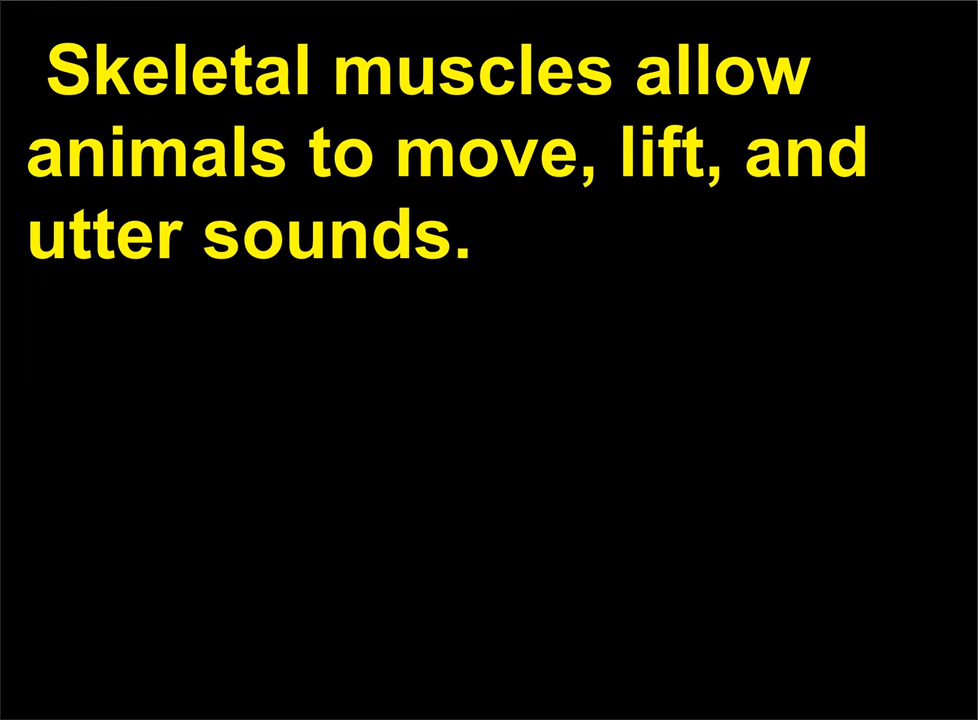 Skeletal muscles allow
animals to move, lift, and
utter sounds.